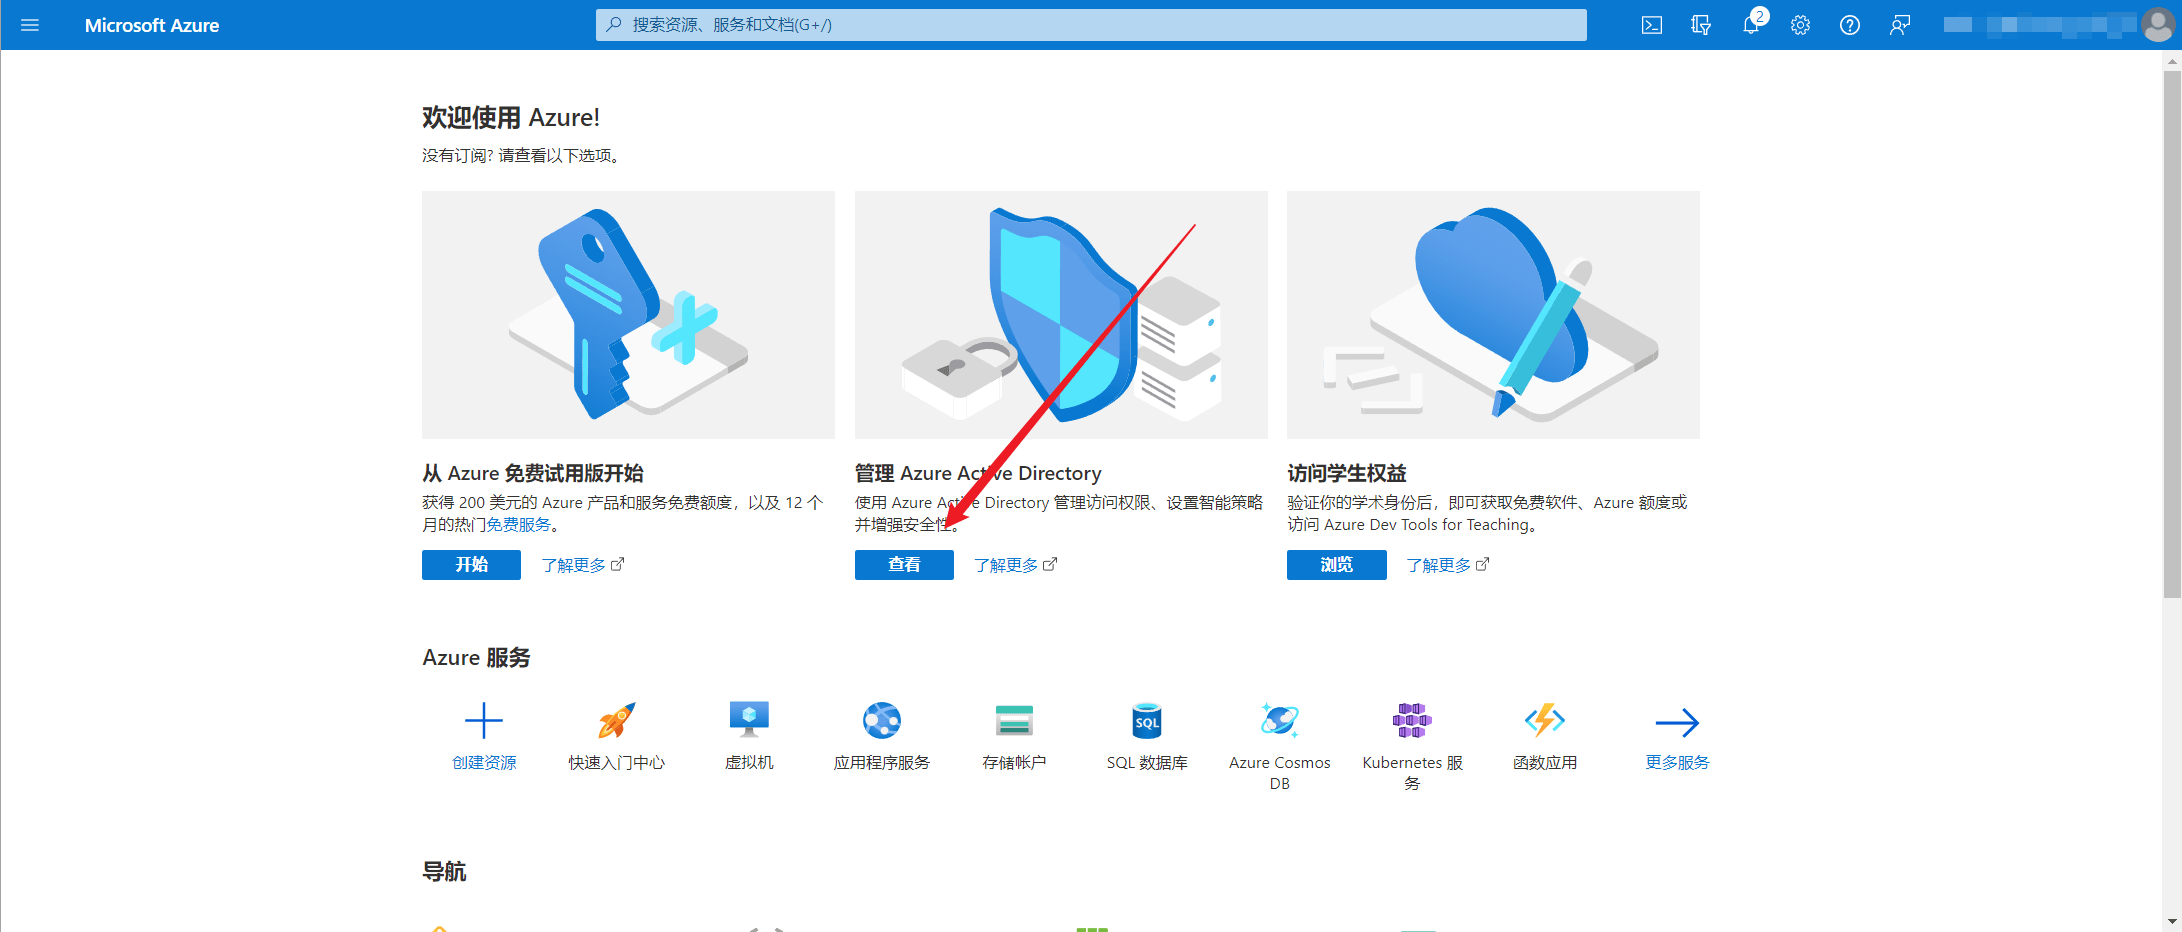 Microsoft Azure
搜索资源、服务和文档(G+/)
2
欢迎使用 Azure!
没有订阅? 请查看以下选项。
从 Azure 免费试用版开始
获得 200 美元的 Azure 产品和服务免费额度，以及 12 个
月的热门免费服务。
开始
了解更多
管理 Azure Active Directory
使用 Azure Active Directory 管理访问权限、设置智能策略
并增强安全性。
查看
了解更多
访问学生权益
验证你的学术身份后，即可获取免费软件、Azure 额度或
访问 Azure Dev Tools for Teaching。
浏览
了解更多
Azure 服务
创建资源
快速入门中心
虚拟机
应用程序服务
存储帐户
SQL
SQL 数据库
Azure Cosmos
DB
Kubernetes 服
务
函数应用
更多服务
导航